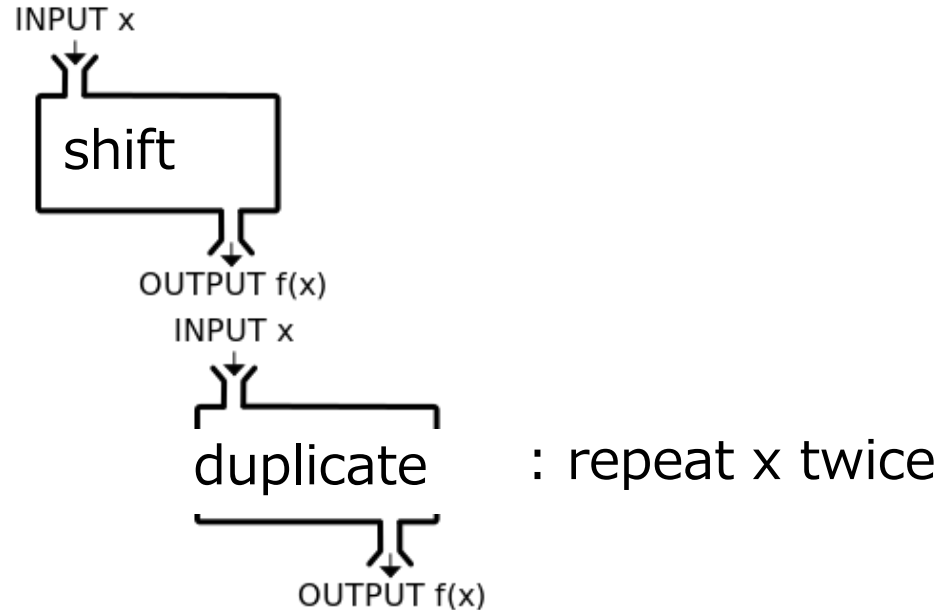 INPUT x
shift
OUTPUT f(x)
INPUT x
duplicate : repeat x twice
OUTPUT f(x)